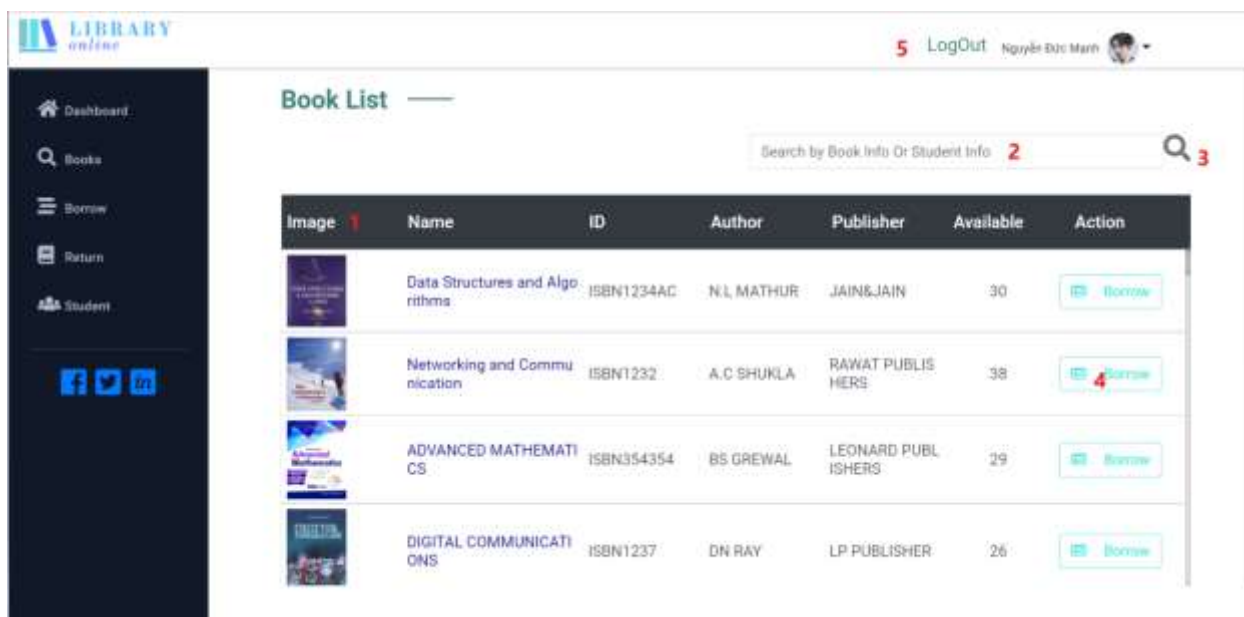 LIBRARY
online
5 LogOut Nguyễn Đức Mạnh
Dashboard
Books
Borrow
Return
Student
Book List
Search by Book Info Or Student Info 2
3
Image 1 Name ID Author Publisher Available Action
Data Structures and Algo
rithms
ISBN1234AC N.L MATHUR JAIN&JAIN 30 Borrow
Networking and Commu
nication
ISBN1232 A.C SHUKLA
RAWAT PUBLIS
HERS
38 Borrow
4
Advanced
Mathematics
ADVANCED MATHEMATI
CS
ISBN354354 BS GREWAL
LEONARD PUBL
ISHERS
29 Borrow
DIGITAL COMMUNICATI
ONS
ISBN1237 DN RAY LP PUBLISHER 26 Borrow